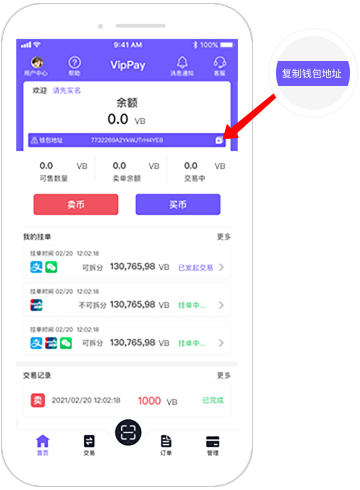 9:41 AM
100%
用户中心
帮助
VipPay
消息通知
客服
复制钱包地址
欢迎 请先实名
余额
0.0 VB
钱包地址 7732269A2YkWJTrH4YE8
0.0 VB
可售数量
0.0 VB
卖单余额
0.0 VB
交易中
卖币
买币
我的挂单 更多
挂单时间 02/20 12:02:18
可拆分 130,765,98 VB 已发起交易
挂单时间 02/20 12:02:18
不可拆分 130,765,98 VB 挂单中...
挂单时间 02/20 12:02:18
可拆分 130,765,98 VB 挂单中...
交易记录 更多
卖 2021/02/20 12:02:18 1000 VB 已完成
首页
交易
订单
管理